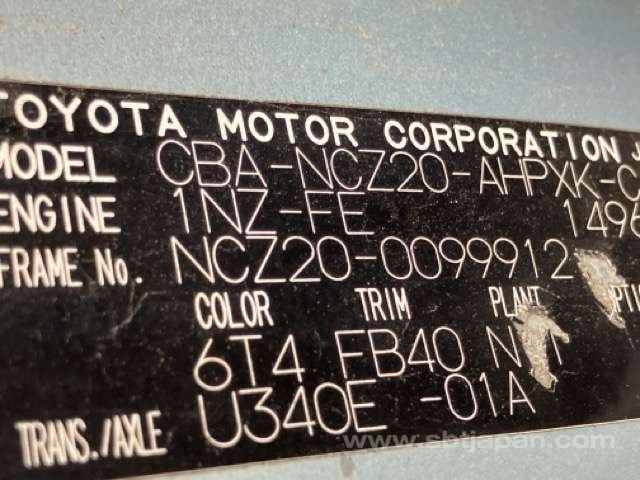 TOYOTA MOTOR CORPORATION J
MODEL CBA-NCZ20-AHPXK-C
ENGINE 1NZ-FE 1496
FRAME No. NCZ20-0099912
COLOR TRIM PLANT OPTIO
6T4 FB40
TRANS./AXLE U340E -01A
www.sbtjapan.com